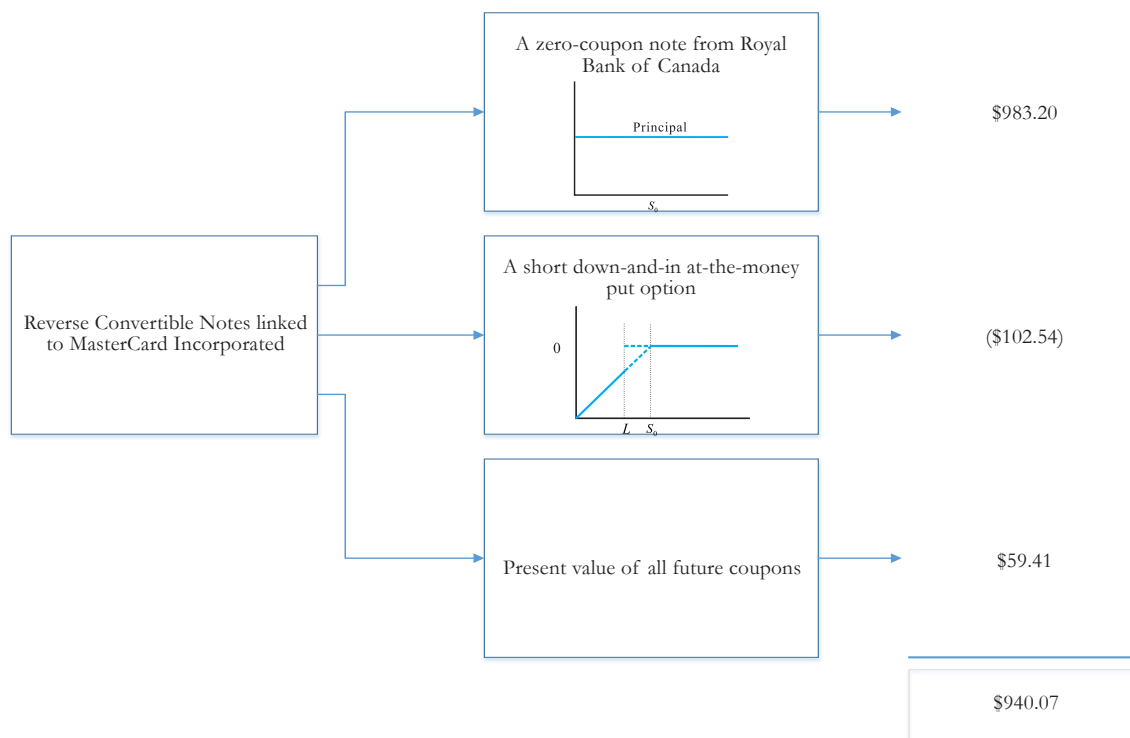 A zero-coupon note from Royal
Bank of Canada
Principal
S₀
$983.20
Reverse Convertible Notes linked
to MasterCard Incorporated
A short down-and-in at-the-money
put option
0
L S₀
($102.54)
Present value of all future coupons
$59.41
$940.07